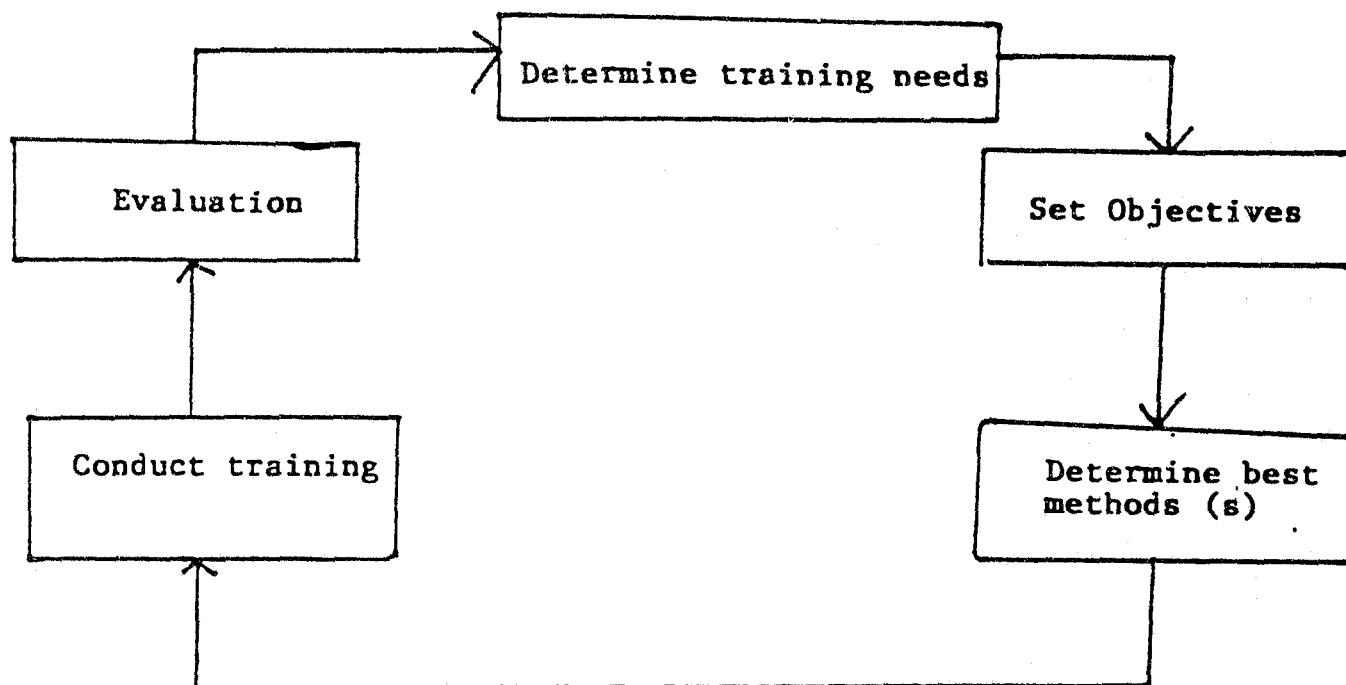 Determine training needs
Evaluation
Set Objectives
Conduct training
Determine best
methods (s)